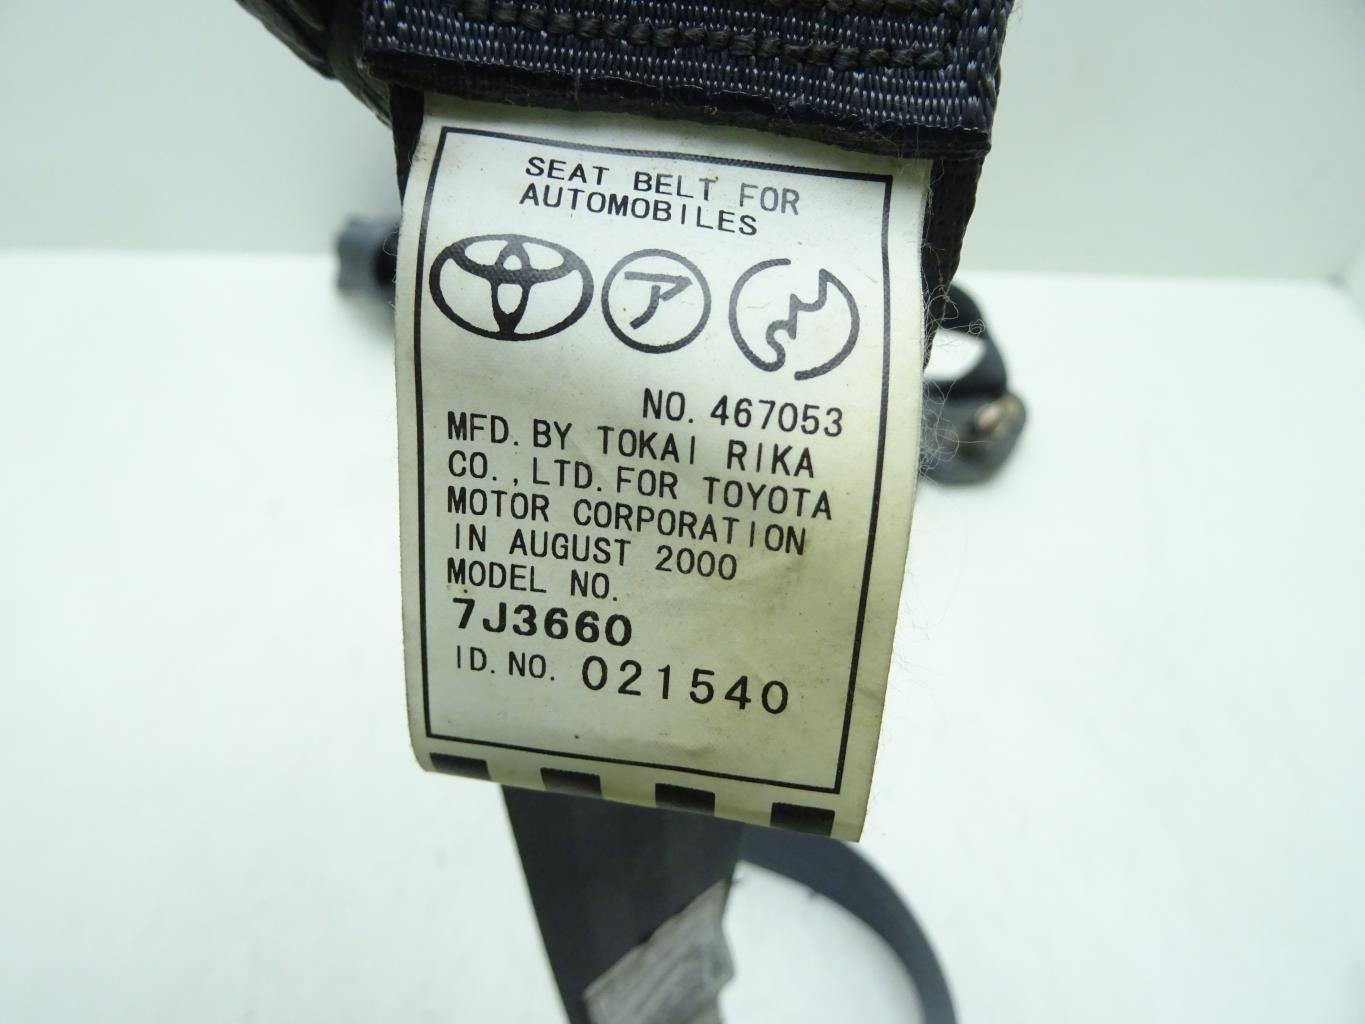 SEAT BELT FOR
AUTOMOBILES
ア
NO. 467053
MFD. BY TOKAI RIKA
CO., LTD. FOR TOYOTA
MOTOR CORPORATION
IN AUGUST 2000
MODEL NO.
7J3660
ID. NO. 021540